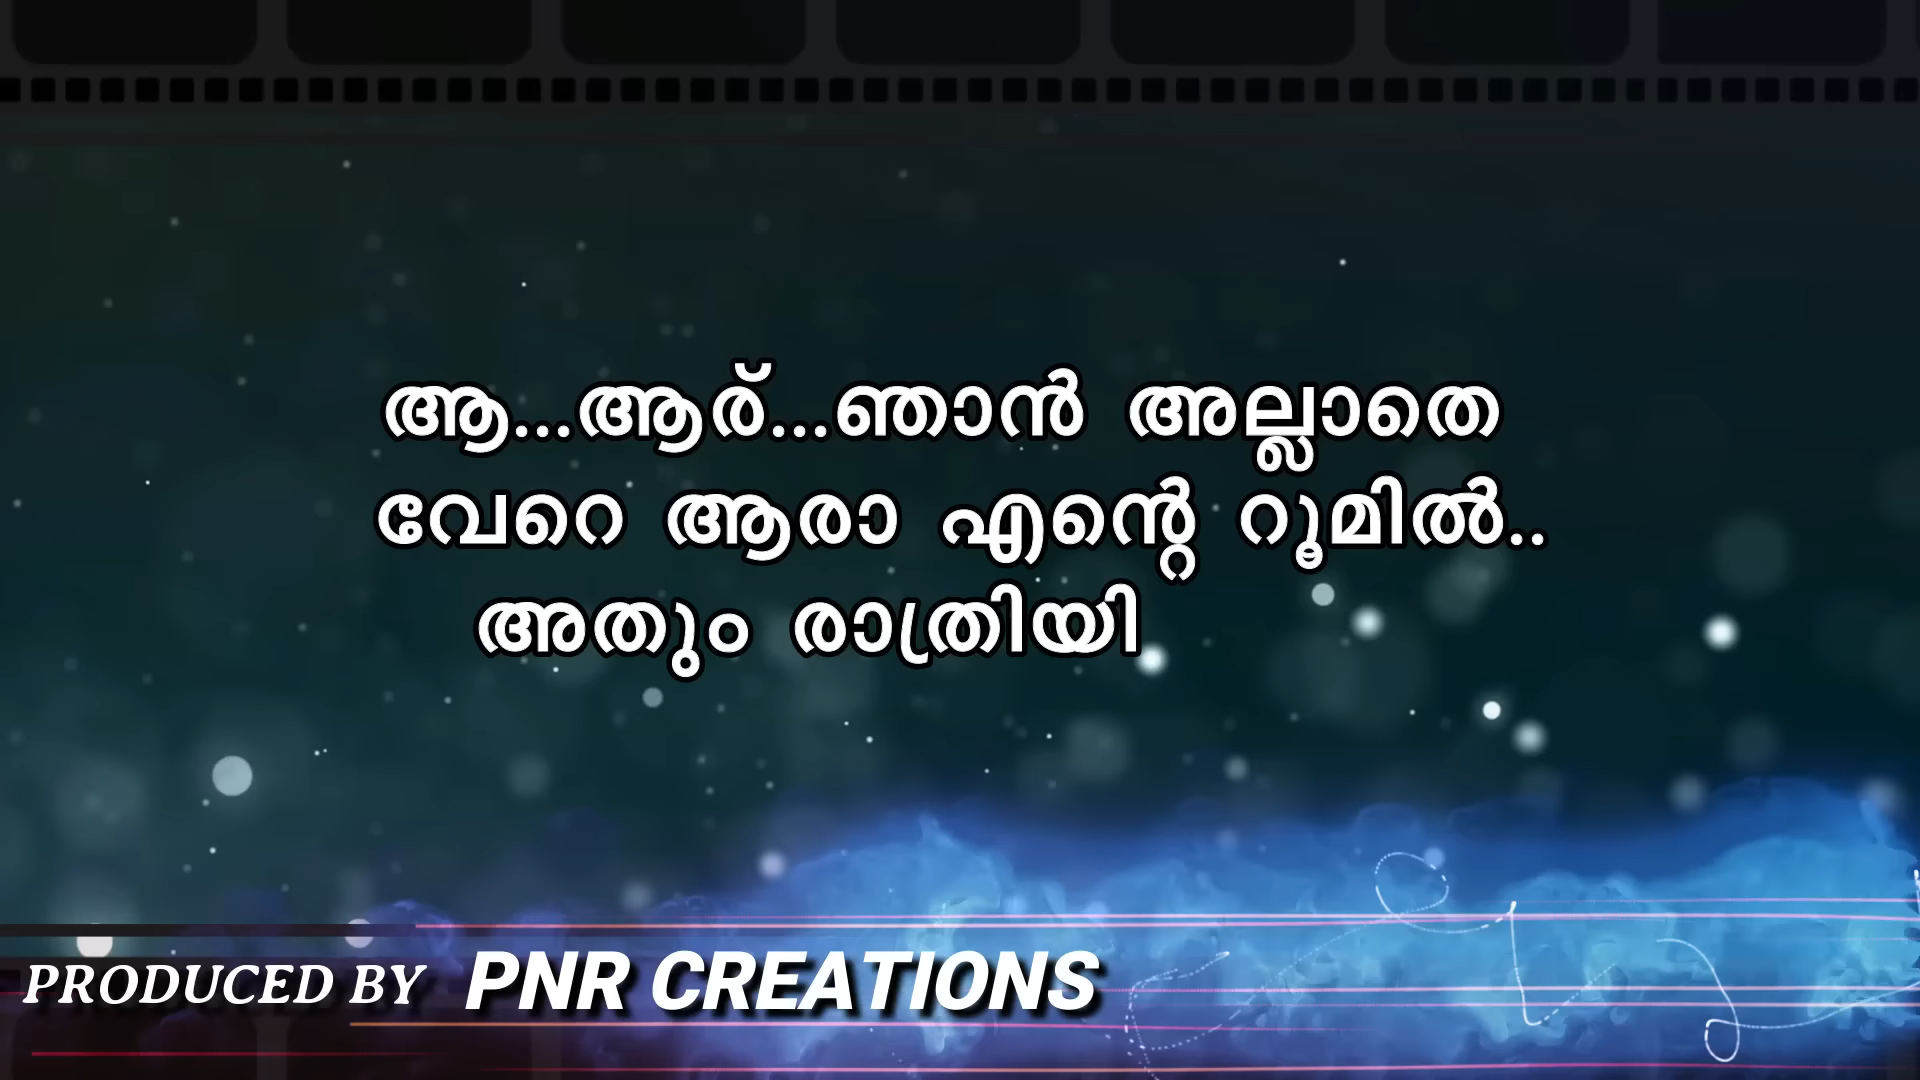 ആ...ആര്...ഞാൻ അല്ലാതെ
വേറെ ആരാ എന്റെ റൂമിൽ..
അതും രാത്രിയി
PRODUCED BY PNR CREATIONS